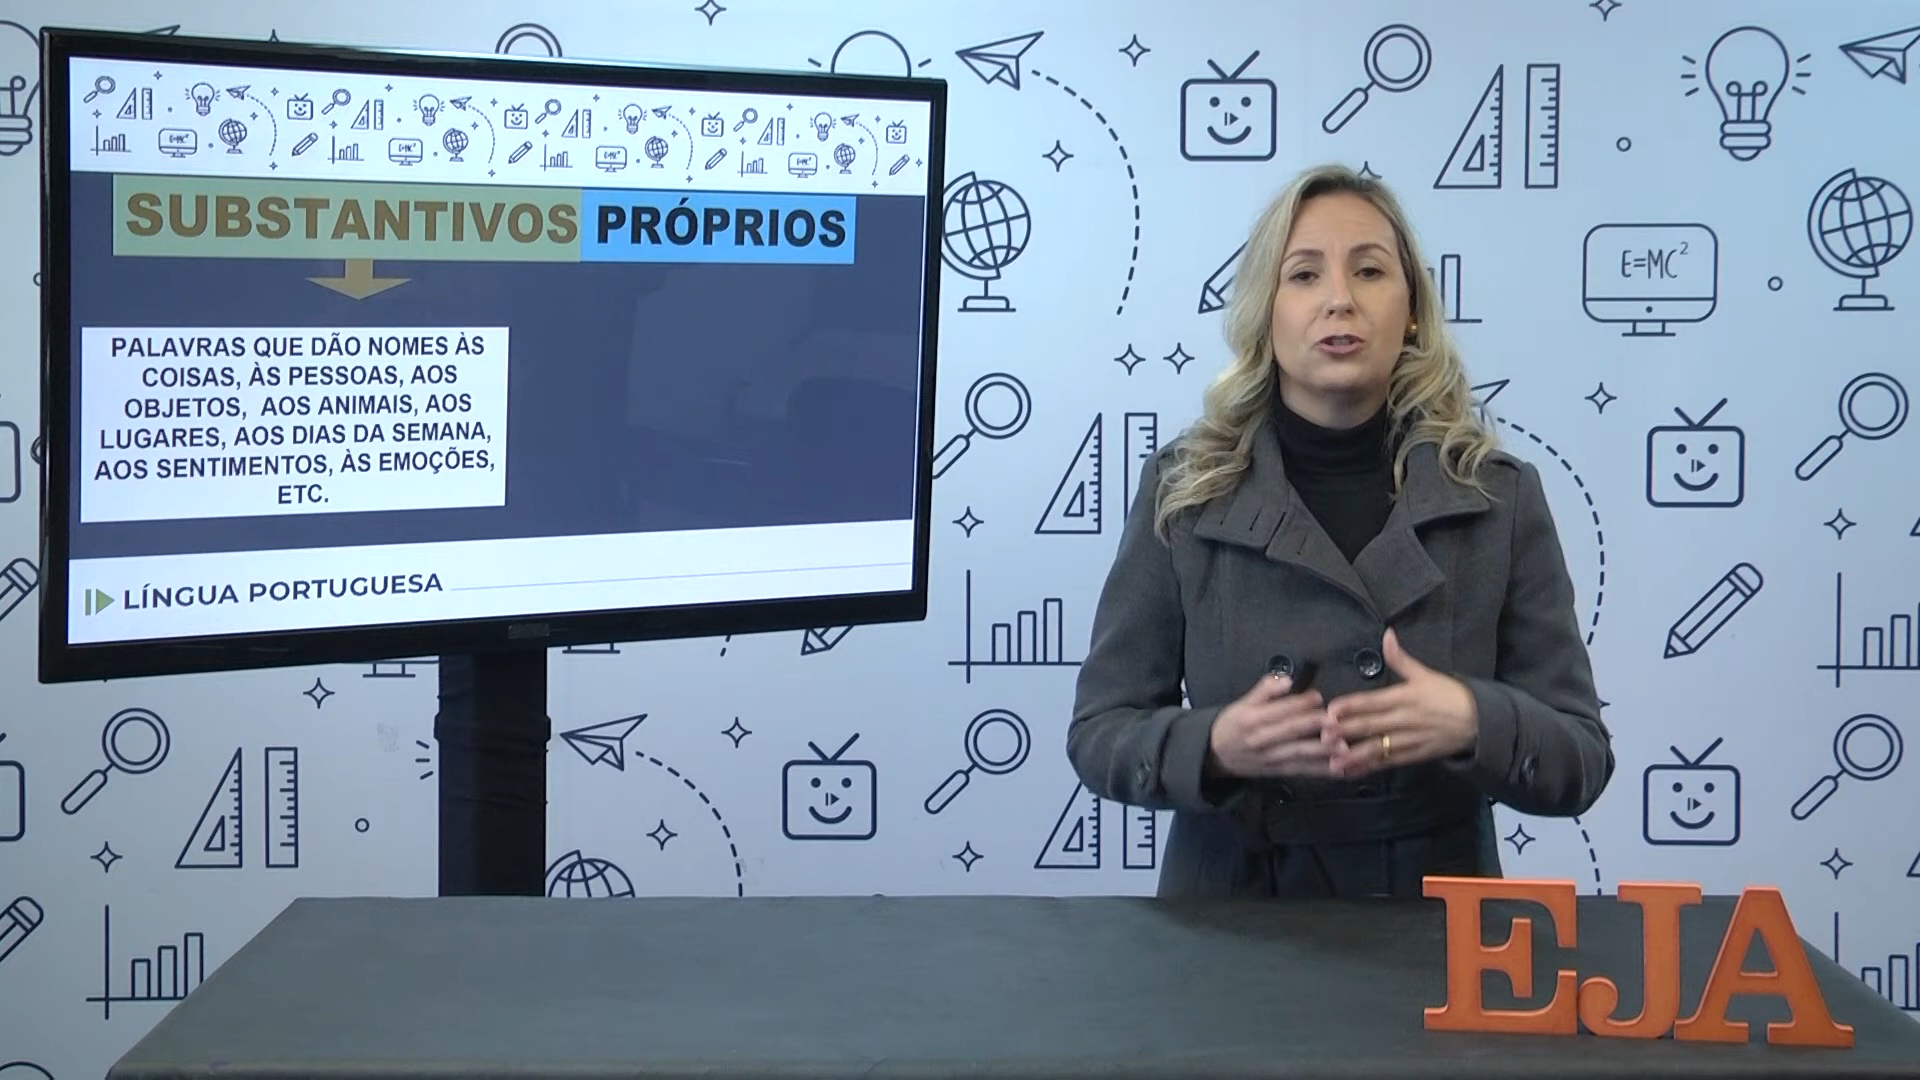 SUBSTANTIVOS PRÓPRIOS
PALAVRAS QUE DÃO NOMES ÀS
COISAS, ÀS PESSOAS, AOS
OBJETOS, AOS ANIMAIS, AOS
LUGARES, AOS DIAS DA SEMANA,
AOS SENTIMENTOS, ÀS EMOÇÕES,
ETC.
LÍNGUA PORTUGUESA
E=MC²
EJA